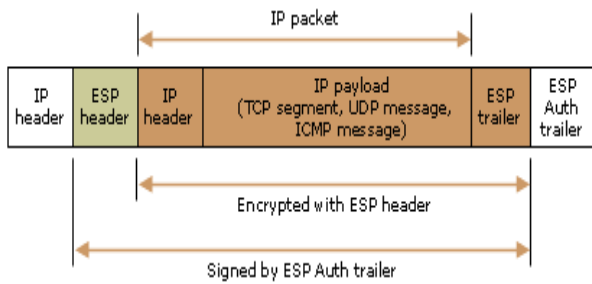 IP packet
IP
header
ESP
header
IP
header
IP payload
(TCP segment, UDP message,
ICMP message)
ESP
trailer
ESP
Auth
trailer
Encrypted with ESP header
Signed by ESP Auth trailer